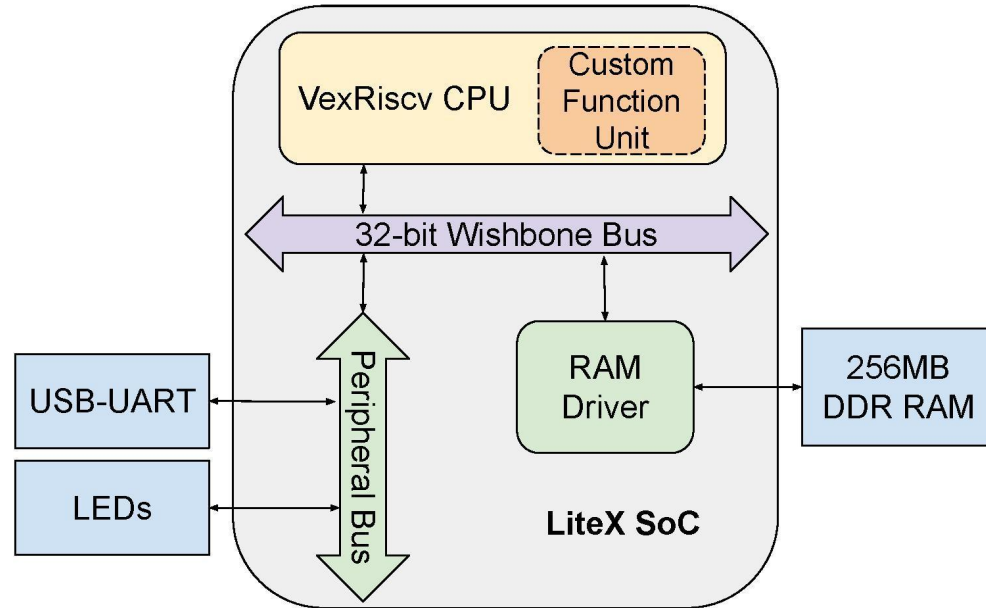 VexRiscv CPU
Custom
Function
Unit
32-bit Wishbone Bus
Peripheral Bus
USB-UART
LEDs
RAM
Driver
256MB
DDR RAM
LiteX SoC